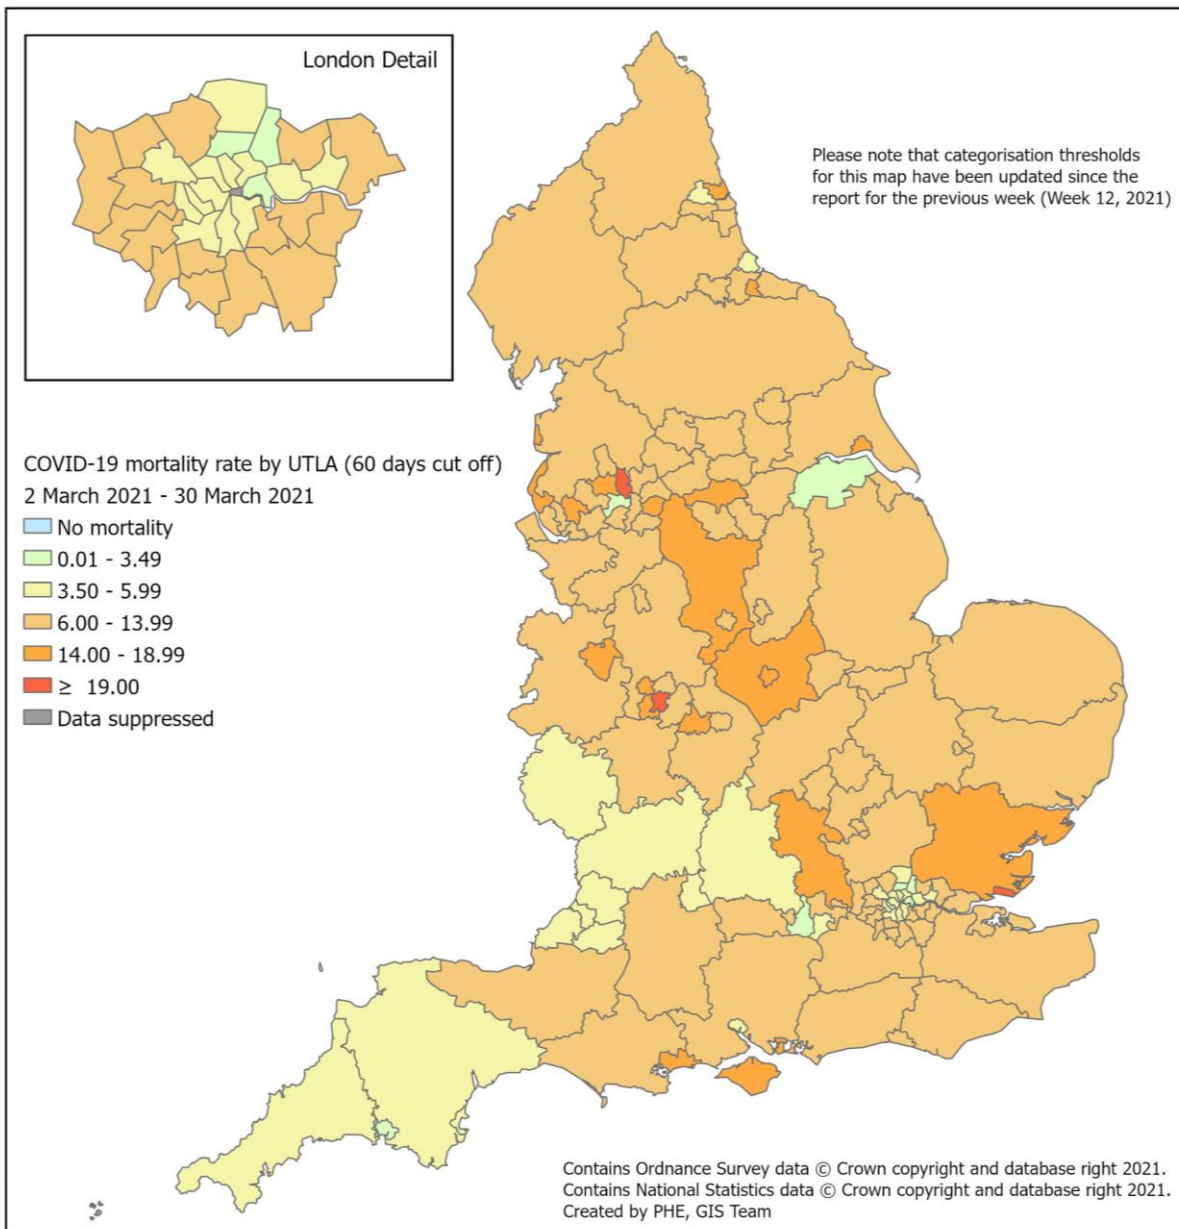 London Detail
Please note that categorisation thresholds
for this map have been updated since the
report for the previous week (Week 12, 2021)
COVID-19 mortality rate by UTLA (60 days cut off)
2 March 2021 - 30 March 2021
No mortality
0.01 - 3.49
3.50 - 5.99
6.00 - 13.99
14.00 - 18.99
≥ 19.00
Data suppressed
Contains Ordnance Survey data © Crown copyright and database right 2021.
Contains National Statistics data © Crown copyright and database right 2021.
Created by PHE, GIS Team